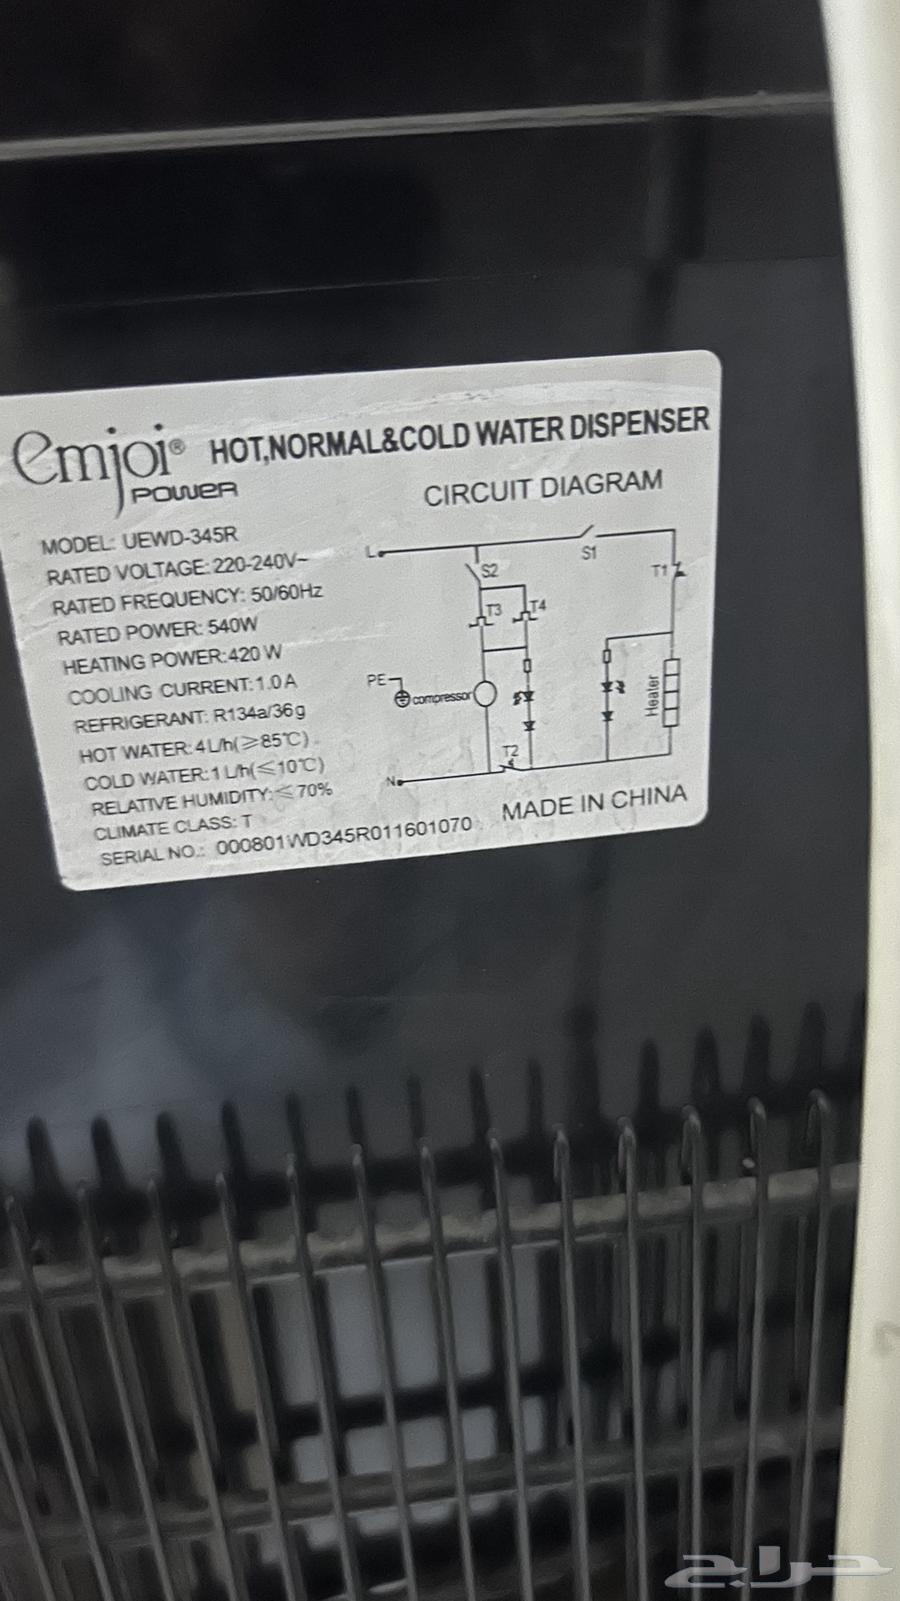 emjoi® POWER
HOT,NORMAL&COLD WATER DISPENSER
CIRCUIT DIAGRAM
MODEL: UEWD-345R
RATED VOLTAGE: 220-240V~
RATED FREQUENCY: 50/60Hz
RATED POWER: 540W
HEATING POWER:420 W
COOLING CURRENT:1.0A
REFRIGERANT: R134a/36g
HOT WATER:4L/h(≥85℃)
COLD WATER:1L/h(≤10℃)
RELATIVE HUMIDITY:≤70%
CLIMATE CLASS: T
SERIAL NO.: 000801WD345R011601070
L
S1
S2
T1
T3
T4
PE
compressor
Heater
T2
N
MADE IN CHINA
حراج